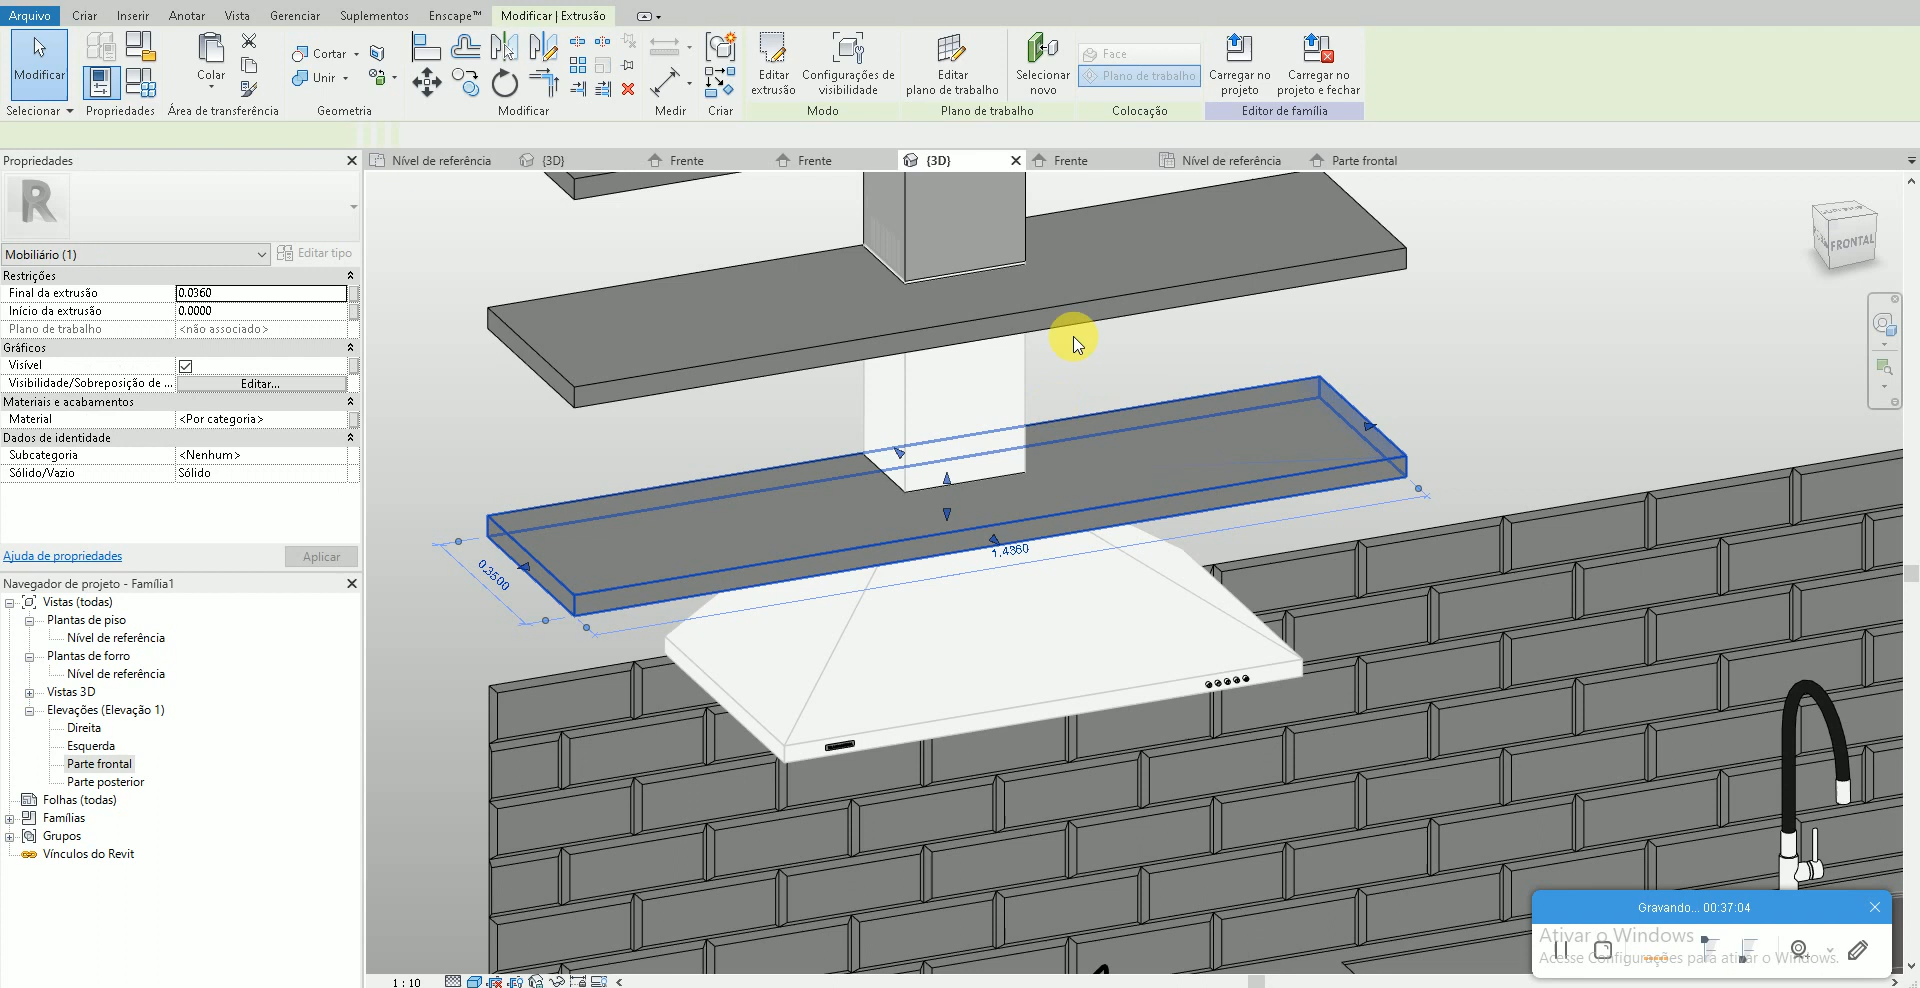 Arquivo Criar Inserir Anotar Vista Gerenciar Suplementos Enscape™ Modificar | Extrusão
Modificar
Colar
Cortar
Unir
Editar extrusão
Configurações de visibilidade
Editar plano de trabalho
Selecionar novo
Face
Plano de trabalho
Carregar no projeto
Carregar no projeto e fechar
Selecionar Propriedades Área de transferência Geometria Modificar Medir Criar Modo Plano de trabalho Colocação Editor de família
Propriedades
Nível de referência {3D} Frente Frente {3D} Frente Nível de referência Parte frontal
R
Mobiliário (1) Editar tipo
Restrições
Final da extrusão 0.0360
Início da extrusão 0.0000
Plano de trabalho <não associado>
Gráficos
Visível
Visibilidade/Sobreposição de ... Editar...
Materiais e acabamentos
Material <Por categoria>
Dados de identidade
Subcategoria <Nenhum>
Sólido/Vazio Sólido
Ajuda de propriedades Aplicar
Navegador de projeto - Família1
Vistas (todas)
Plantas de piso
Nível de referência
Plantas de forro
Nível de referência
Vistas 3D
Elevações (Elevação 1)
Direita
Esquerda
Parte frontal
Parte posterior
Folhas (todas)
Famílias
Grupos
Vínculos do Revit
FRONTAL
0.3500
1.4360
1 : 10
Gravando... 00:37:04
Ativar o Windows
Acesse Configurações para ativar o Windows.